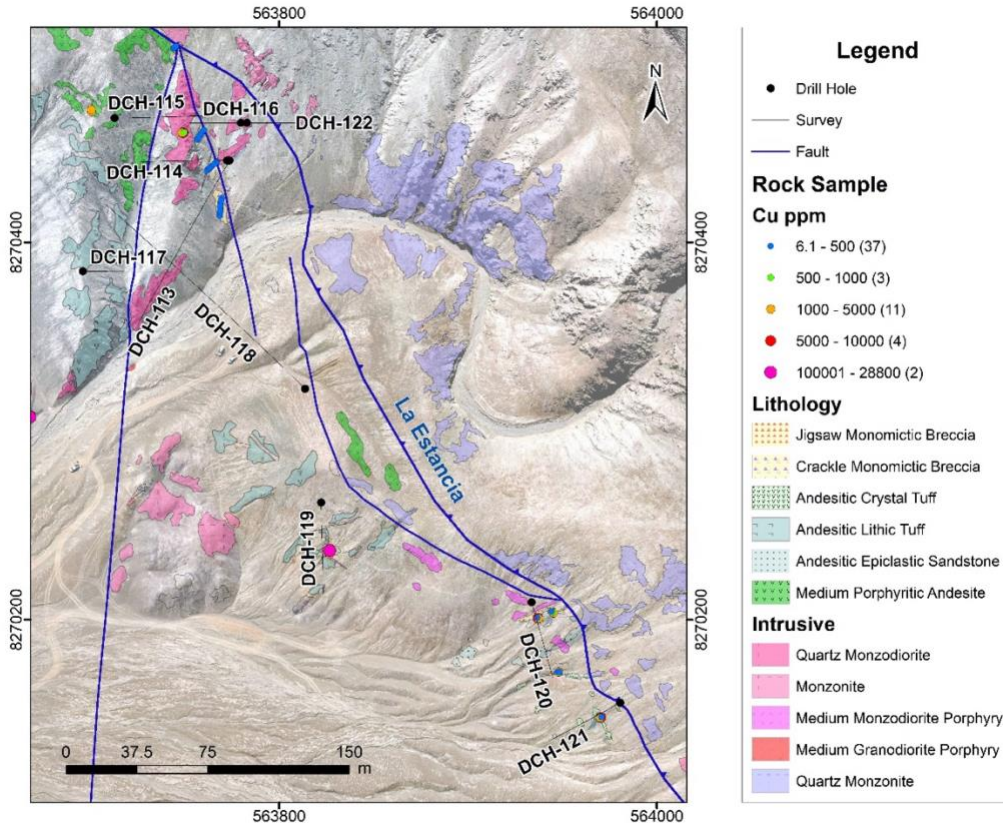 563800
564000
8270400
8270200
8270400
8270200
563800
564000
N
DCH-115
DCH-116
DCH-122
DCH-114
DCH-117
DCH-113
DCH-118
La Estancia
DCH-119
DCH-120
DCH-121
0 37.5 75 150
m
Legend
Drill Hole
Survey
Fault
Rock Sample
Cu ppm
6.1 - 500 (37)
500 - 1000 (3)
1000 - 5000 (11)
5000 - 10000 (4)
100001 - 28800 (2)
Lithology
Jigsaw Monomictic Breccia
Crackle Monomictic Breccia
Andesitic Crystal Tuff
Andesitic Lithic Tuff
Andesitic Epiclastic Sandstone
Medium Porphyritic Andesite
Intrusive
Quartz Monzodiorite
Monzonite
Medium Monzodiorite Porphyry
Medium Granodiorite Porphyry
Quartz Monzonite